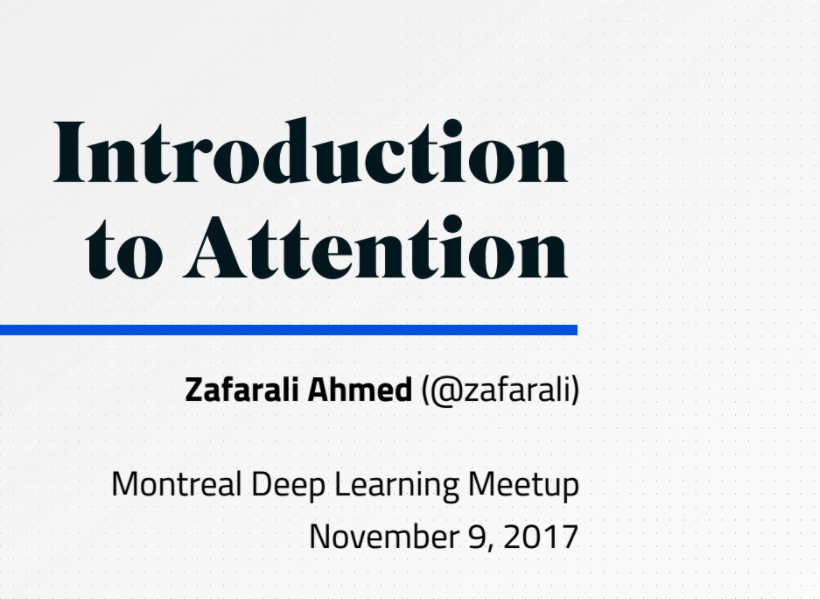 Introduction
to Attention
Zafarali Ahmed (@zafarali)
Montreal Deep Learning Meetup
November 9, 2017